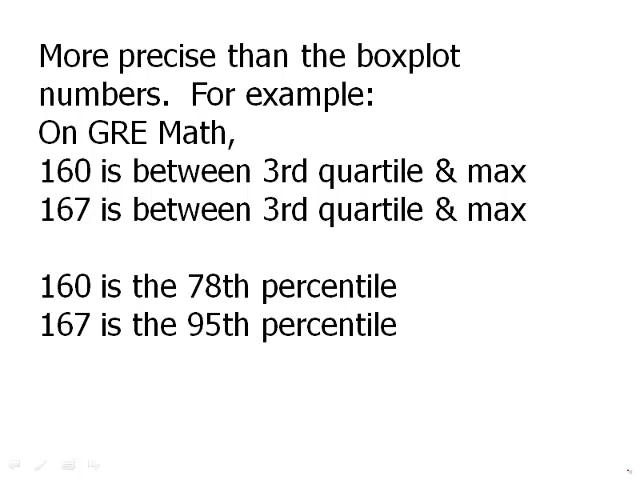 More precise than the boxplot
numbers.  For example:
On GRE Math,
160 is between 3rd quartile & max
167 is between 3rd quartile & max
160 is the 78th percentile
167 is the 95th percentile